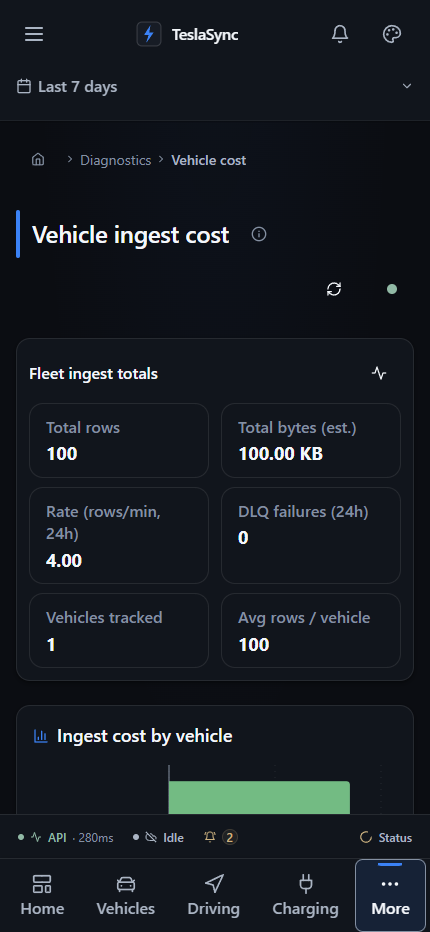 TeslaSync
Last 7 days
Diagnostics > Vehicle cost
Vehicle ingest cost
Fleet ingest totals
Total rows
100
Total bytes (est.)
100.00 KB
Rate (rows/min,
24h)
4.00
DLQ failures (24h)
0
Vehicles tracked
1
Avg rows / vehicle
100
Ingest cost by vehicle
API · 280ms
Idle
2
Status
Home
Vehicles
Driving
Charging
More